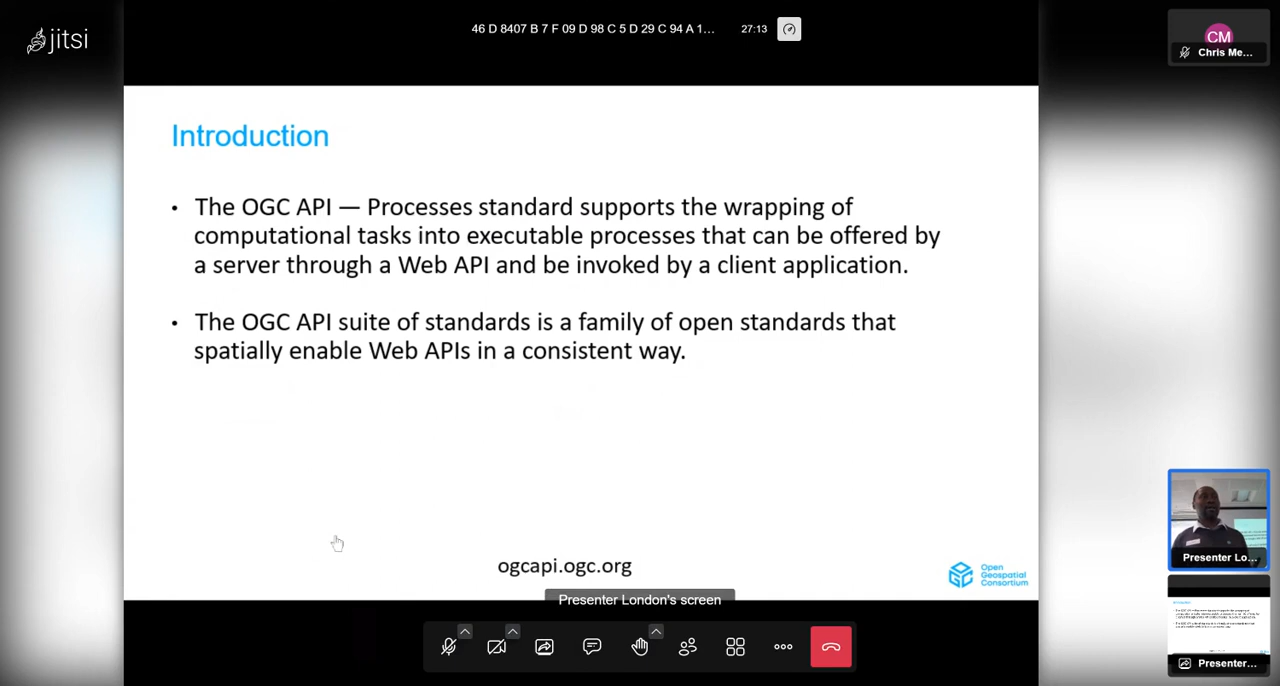 jitsi
46 D 8407 B 7 F 09 D 98 C 5 D 29 C 94 A 1...
27:13
CM
Chris Me...
Introduction
• The OGC API — Processes standard supports the wrapping of
computational tasks into executable processes that can be offered by
a server through a Web API and be invoked by a client application.
• The OGC API suite of standards is a family of open standards that
spatially enable Web APIs in a consistent way.
ogcapi.ogc.org
Open
Geospatial
Consortium
Presenter London's screen
Presenter Lo...
Introduction
Presenter...